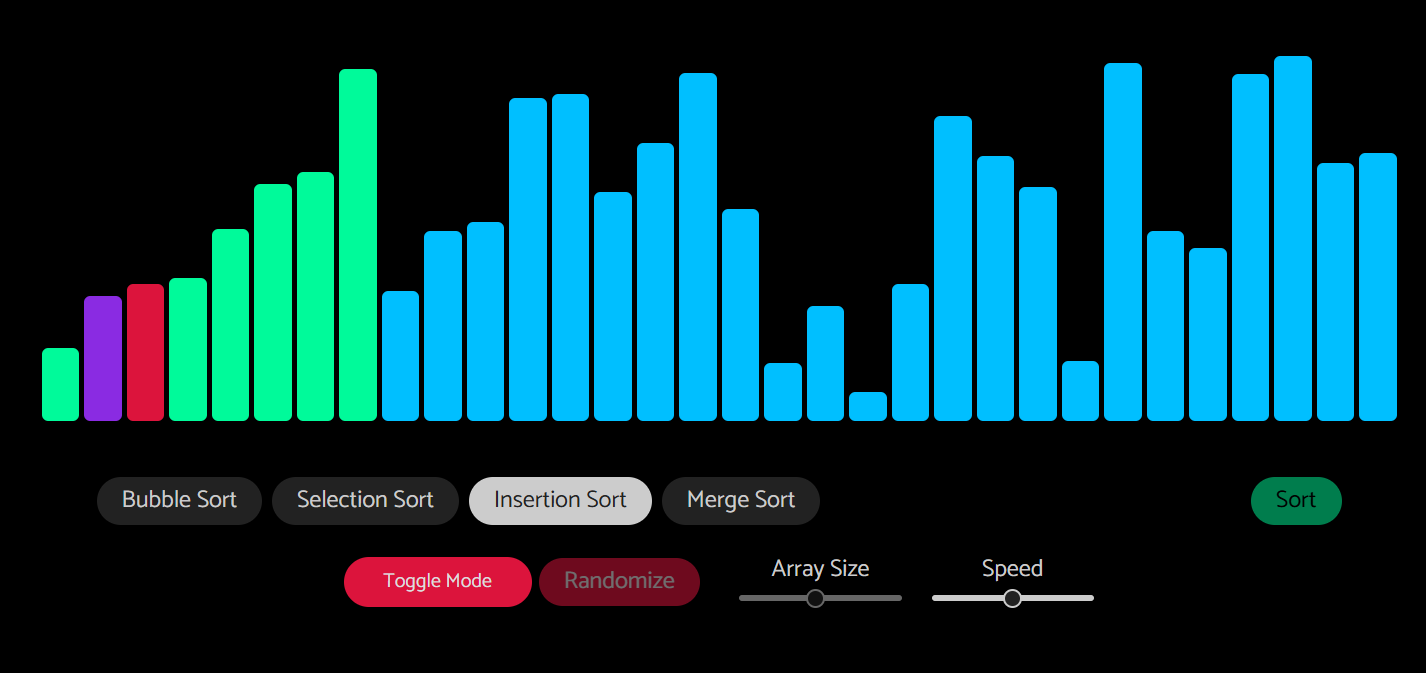 Bubble Sort
Selection Sort
Insertion Sort
Merge Sort
Sort
Toggle Mode
Randomize
Array Size
Speed